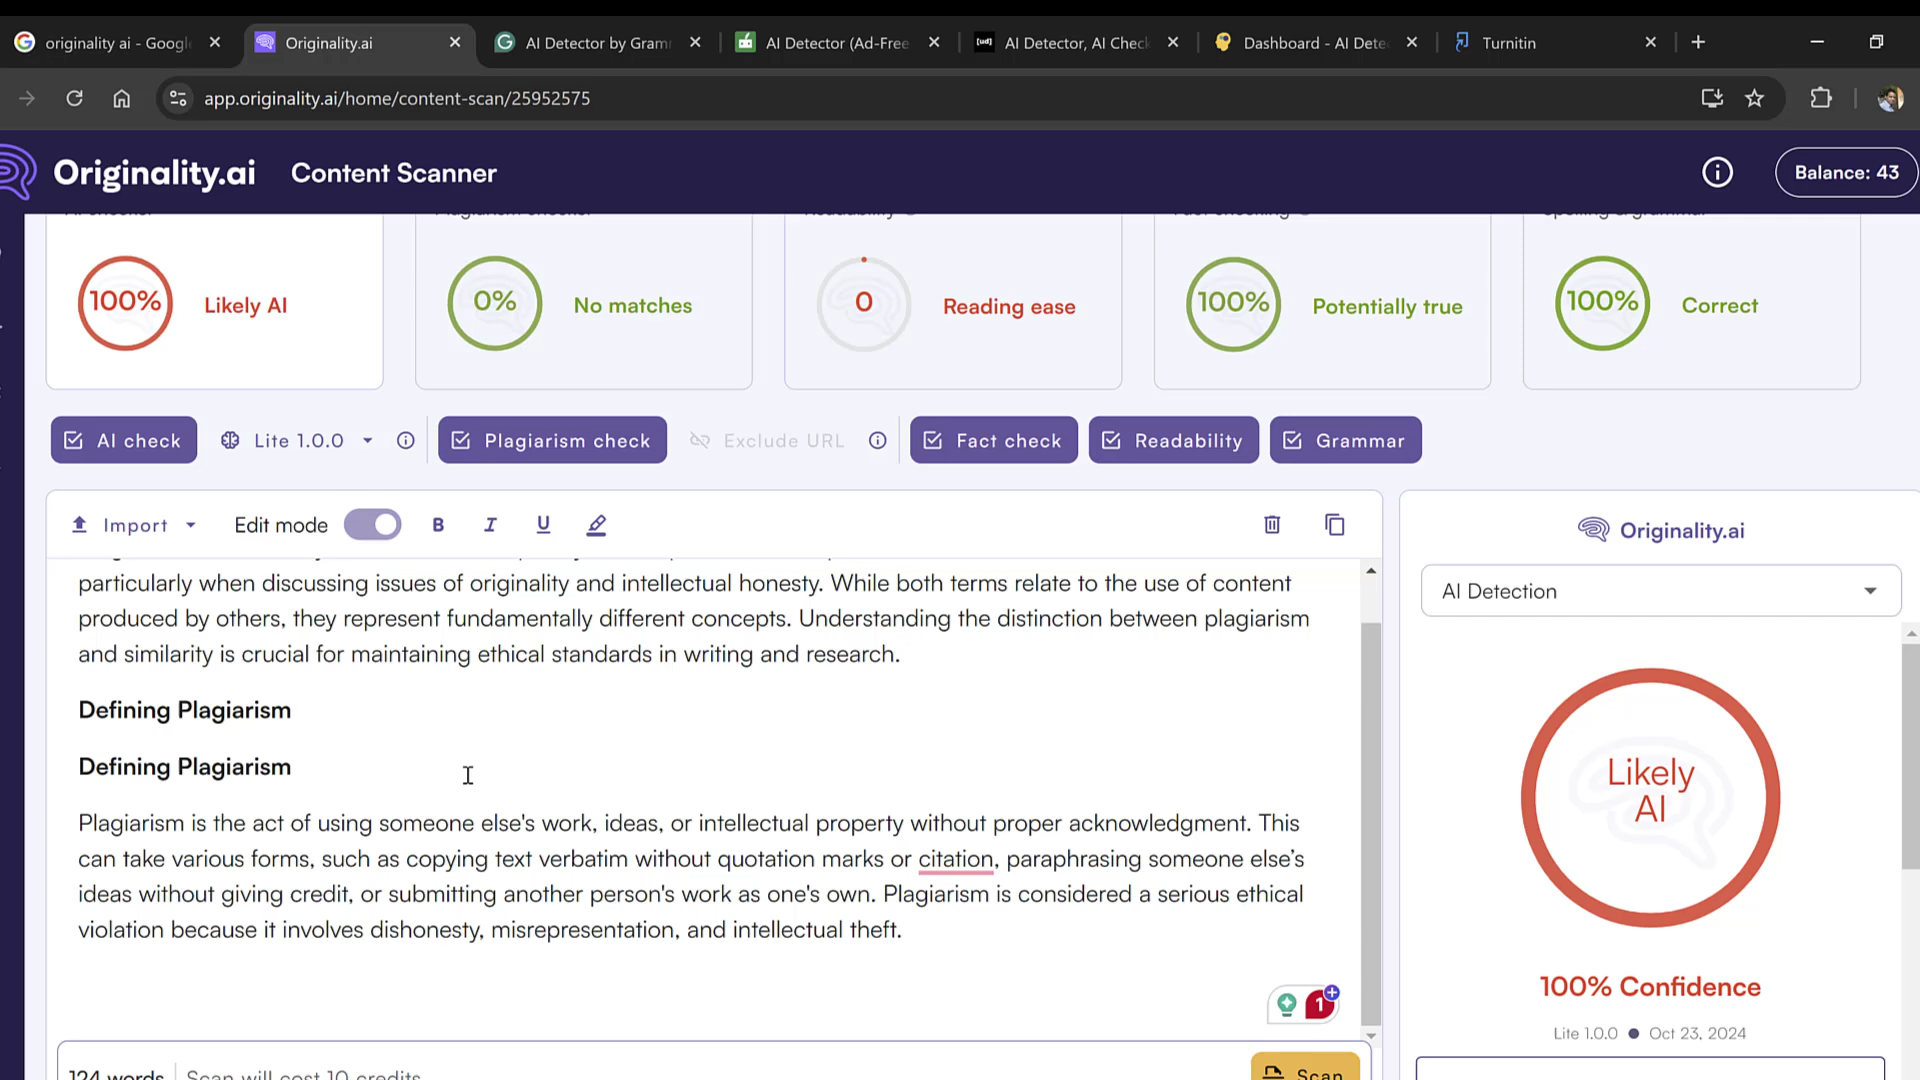 originality ai - Googl
Originality.ai
AI Detector by Gram
AI Detector (Ad-Free
AI Detector, AI Check
Dashboard - AI Dete
Turnitin
app.originality.ai/home/content-scan/25952575
Originality.ai
Content Scanner
Balance: 43
100%
Likely AI
0%
No matches
0
Reading ease
100%
Potentially true
100%
Correct
AI check
Lite 1.0.0
Plagiarism check
Exclude URL
Fact check
Readability
Grammar
Import
Edit mode
B
I
U
particularly when discussing issues of originality and intellectual honesty. While both terms relate to the use of content
produced by others, they represent fundamentally different concepts. Understanding the distinction between plagiarism
and similarity is crucial for maintaining ethical standards in writing and research.
Defining Plagiarism
Defining Plagiarism
Plagiarism is the act of using someone else's work, ideas, or intellectual property without proper acknowledgment. This
can take various forms, such as copying text verbatim without quotation marks or citation, paraphrasing someone else’s
ideas without giving credit, or submitting another person's work as one's own. Plagiarism is considered a serious ethical
violation because it involves dishonesty, misrepresentation, and intellectual theft.
1
124 words
Scan will cost 10 credits
Scan
Originality.ai
AI Detection
Likely
AI
100% Confidence
Lite 1.0.0 ● Oct 23, 2024